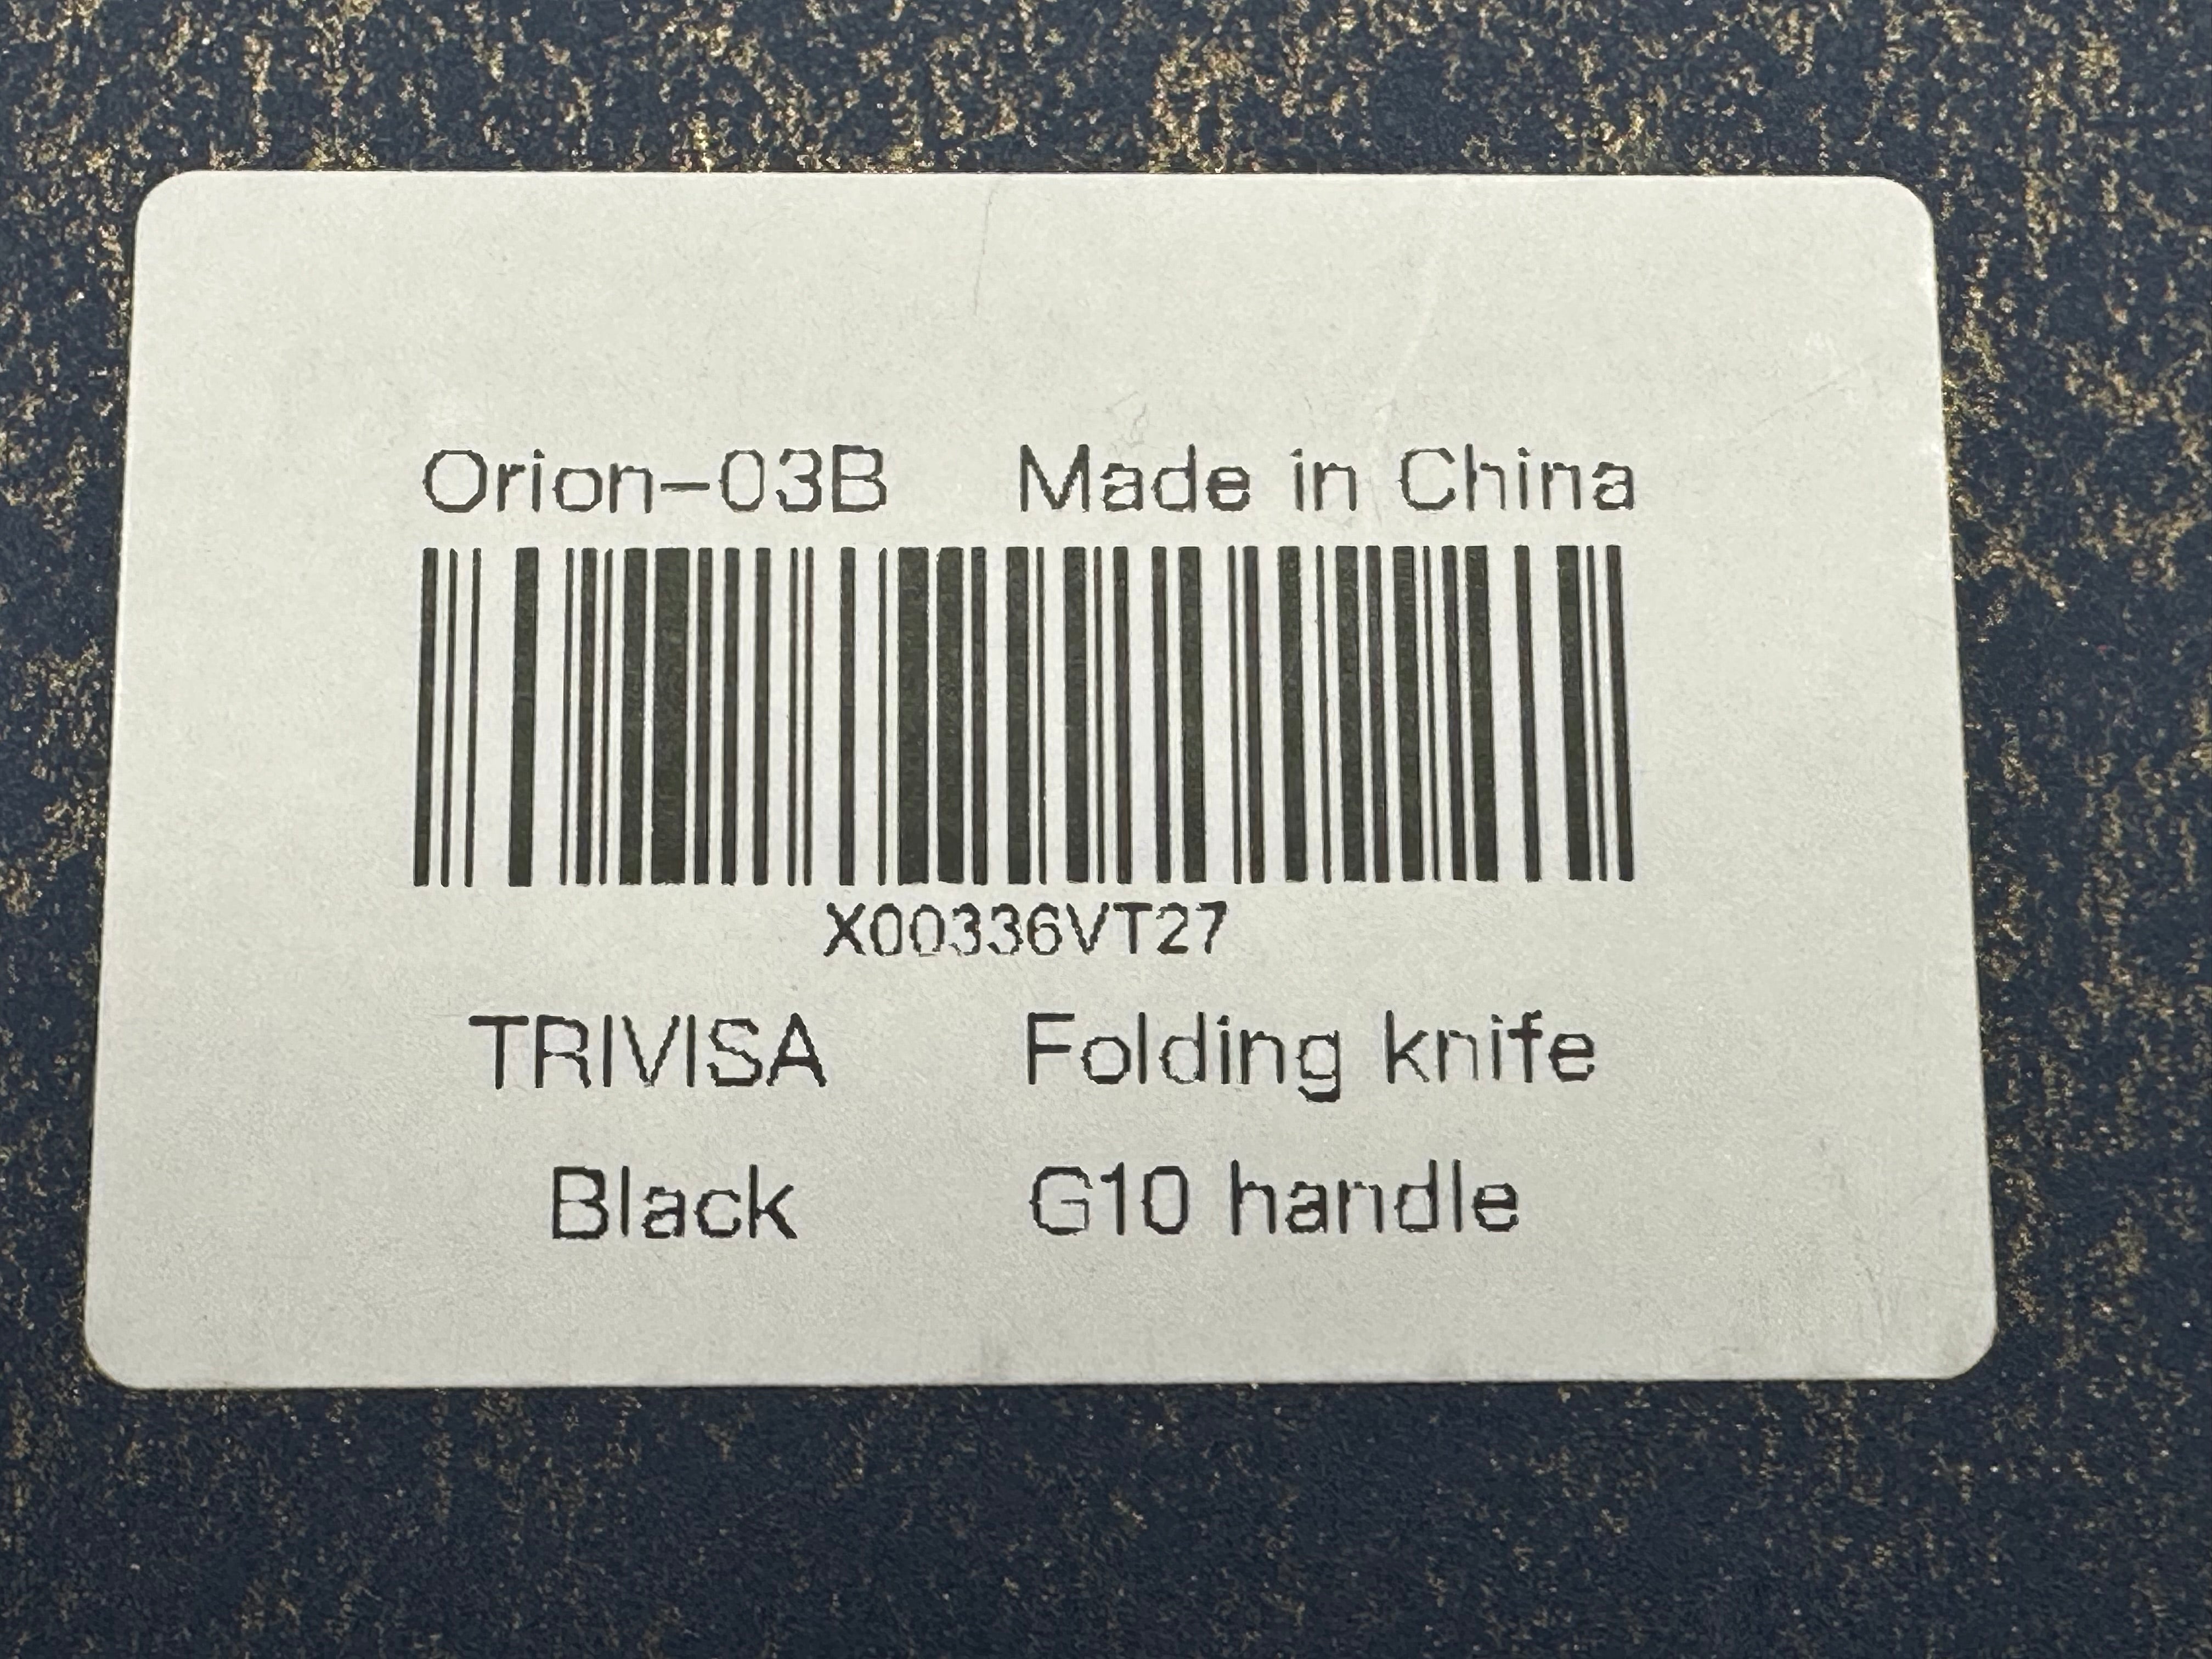 Orion-03B Made in China
X00336VT27
TRIVISA Folding knife
Black G10 handle